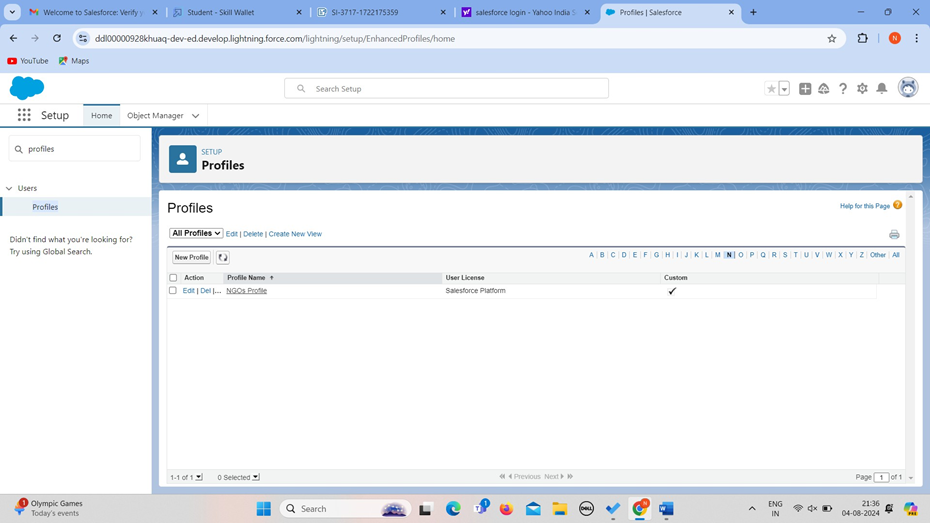 Welcome to Salesforce: Verify y
Student - Skill Wallet
SI-3717-1722175359
salesforce login - Yahoo India S
Profiles | Salesforce
ddl00000928khuaq-dev-ed.develop.lightning.force.com/lightning/setup/EnhancedProfiles/home
N
YouTube
Maps
Search Setup
Setup
Home
Object Manager
profiles
Users
Profiles
Didn't find what you're looking for?
Try using Global Search.
SETUP
Profiles
Profiles
Help for this Page
All Profiles
Edit | Delete | Create New View
New Profile
A B C D E F G H I J K L M N O P Q R S T U V W X Y Z Other All
Action Profile Name User License Custom
Edit | Del |... NGOs Profile Salesforce Platform
1-1 of 1
0 Selected
Previous Next
Page 1 of 1
Olympic Games
Today's events
1
Search
1
ENG
IN
21:36
04-08-2024